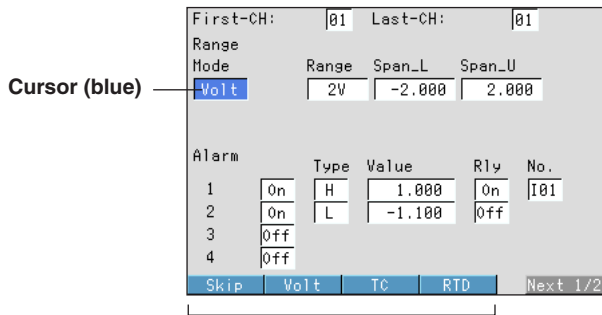 First-CH: 01 Last-CH: 01
Range
Mode Range Span_L Span_U
Cursor (blue)
Volt 2V -2.000 2.000
Alarm
Type Value Rly No.
1 On H 1.000 On I01
2 On L -1.100 Off
3 Off
4 Off
Skip Volt TC RTD Next 1/2